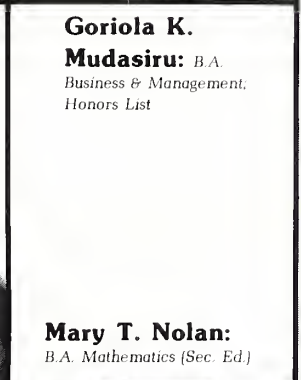 Goriola K.
Mudasiru: B.A.
Business & Management;
Honors List
Mary T. Nolan:
B.A. Mathematics (Sec. Ed.)